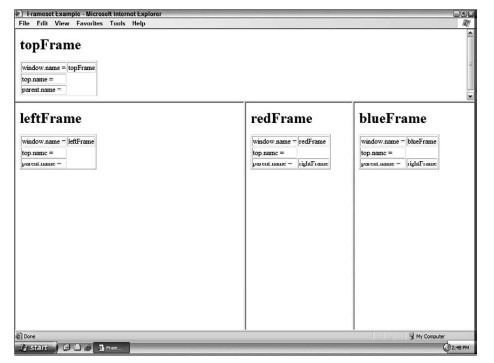 Frameset Example - Microsoft Internet Explorer
File Edit View Favorites Tools Help
topFrame
window.name = topFrame
top.name =
parent.name =
leftFrame
window.name = leftFrame
top.name =
parent.name =
redFrame
window.name = redFrame
top.name =
parent.name = rightFrame
blueFrame
window.name = blueFrame
top.name =
parent.name = rightFrame
Done
My Computer
start
2:48 PM